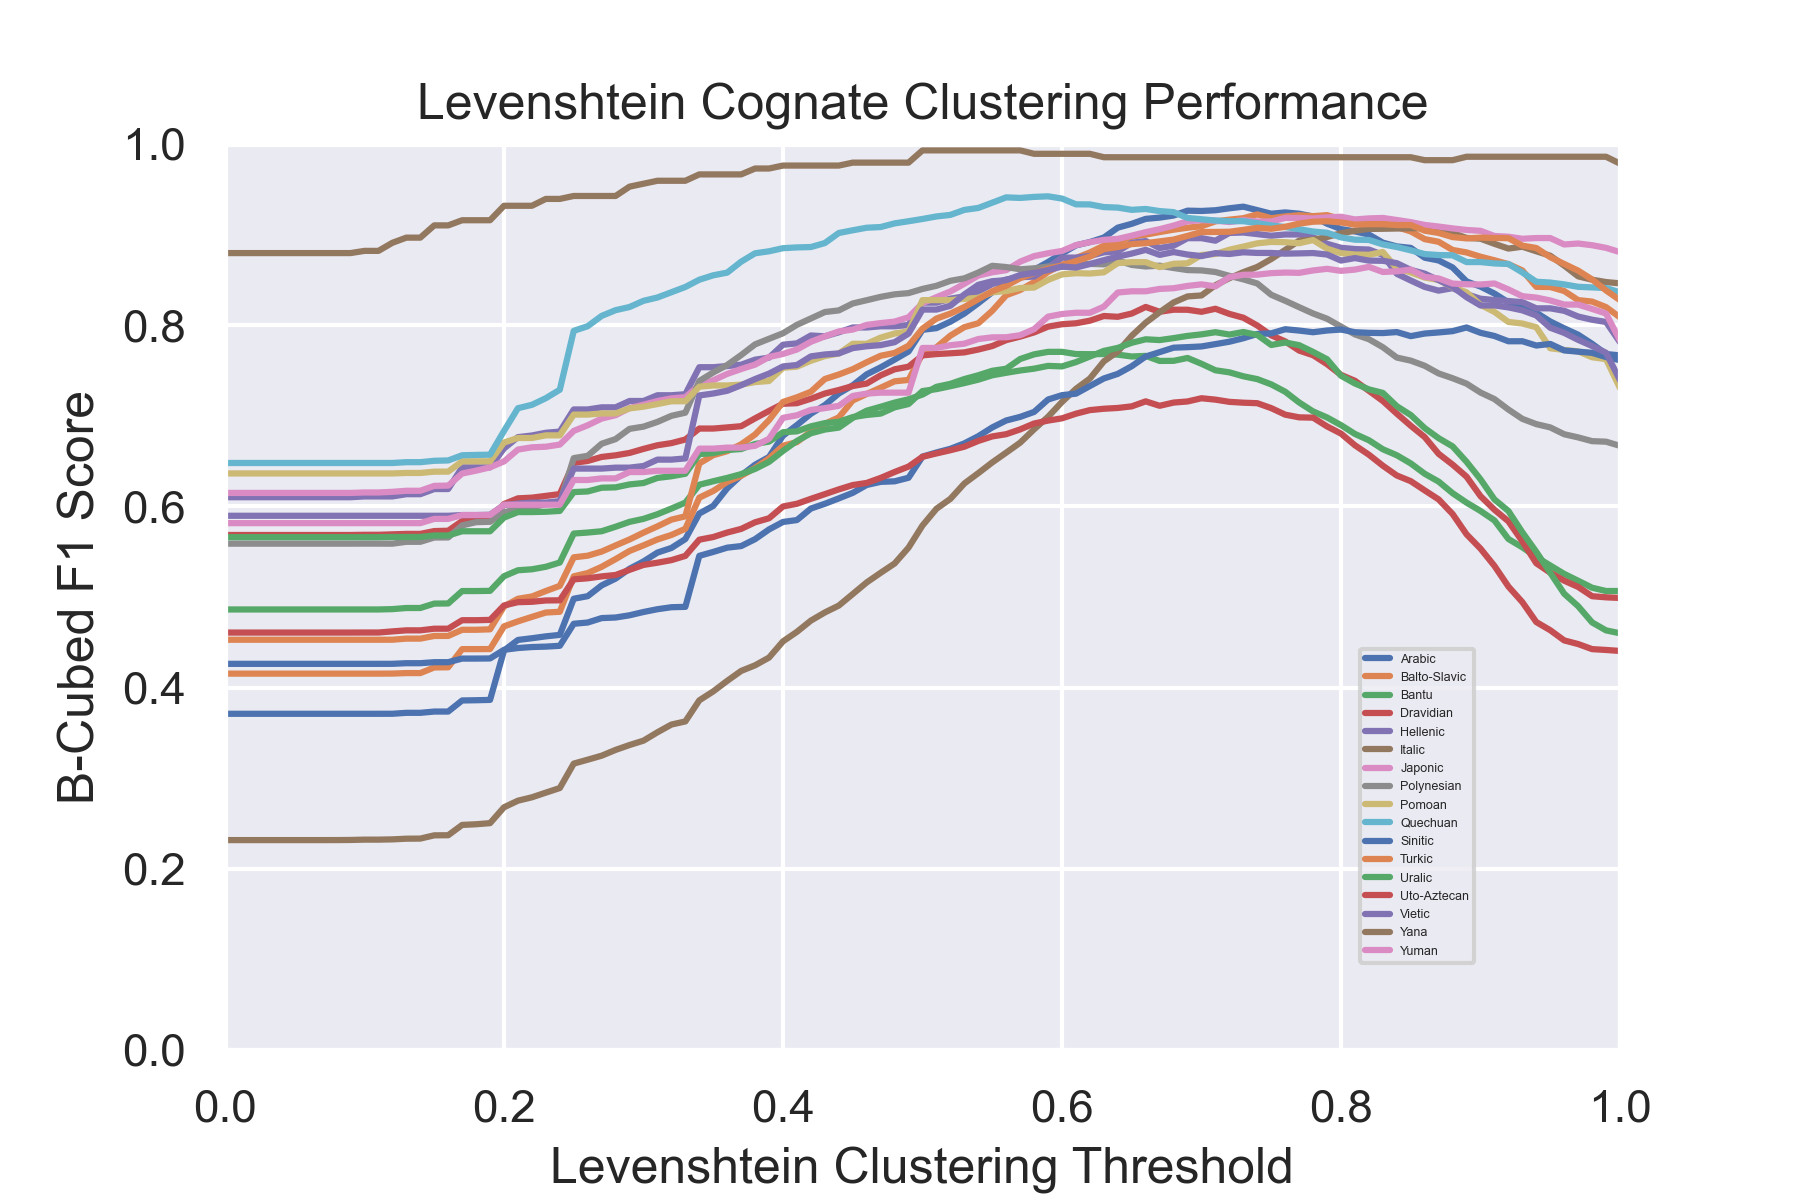 Levenshtein Cognate Clustering Performance
1.0
0.8
0.6
0.4
0.2
0.0
B-Cubed F1 Score
Arabic
Balto-Slavic
Bantu
Dravidian
Hellenic
Italic
Japonic
Polynesian
Pomoan
Quechuan
Sinitic
Turkic
Uralic
Uto-Aztecan
Vietic
Yana
Yuman
0.0 0.2 0.4 0.6 0.8 1.0
Levenshtein Clustering Threshold